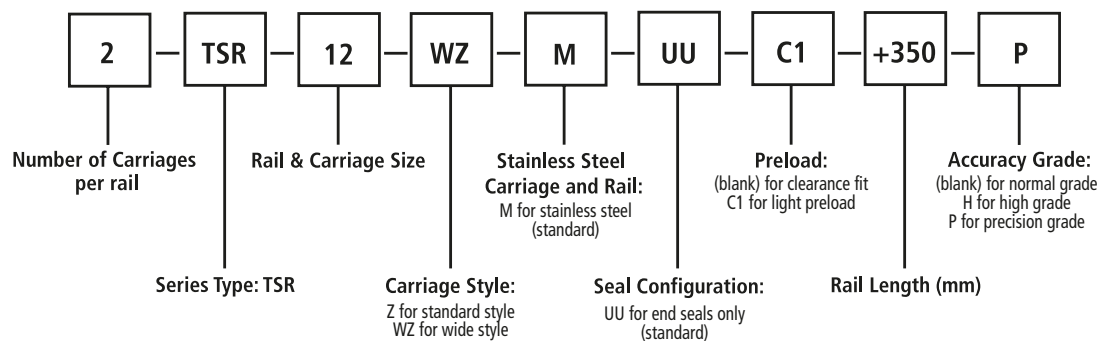 2 – TSR – 12 – WZ – M – UU – C1 – +350 – P
Number of Carriages
per rail
Rail & Carriage Size
Stainless Steel
Carriage and Rail:
M for stainless steel
(standard)
Preload:
(blank) for clearance fit
C1 for light preload
Accuracy Grade:
(blank) for normal grade
H for high grade
P for precision grade
Series Type: TSR
Carriage Style:
Z for standard style
WZ for wide style
Seal Configuration:
UU for end seals only
(standard)
Rail Length (mm)